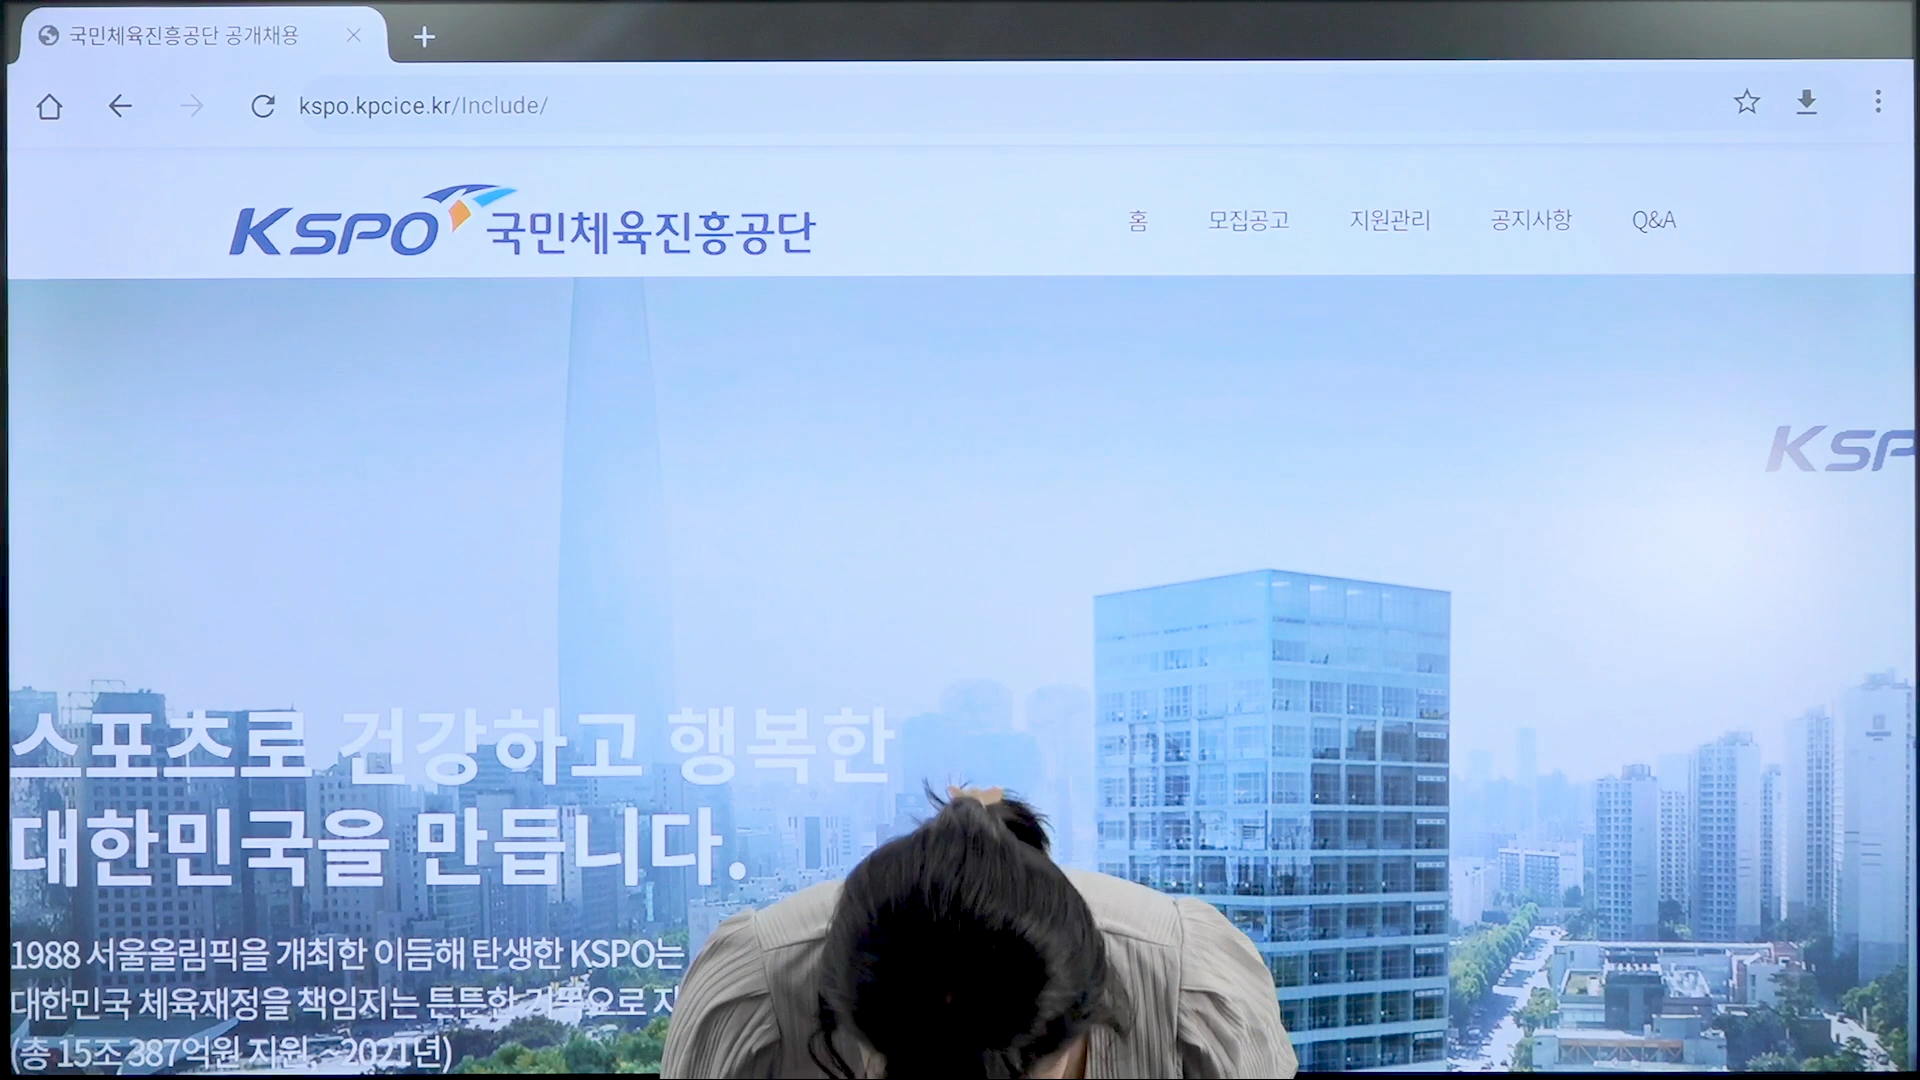 국민체육진흥공단 공개채용
kspo.kpcice.kr/Include/
KSPO 국민체육진흥공단
홈 모집공고 지원관리 공지사항 Q&A
KSP
스포츠로 건강하고 행복한
대한민국을 만듭니다.
1988 서울올림픽을 개최한 이듬해 탄생한 KSPO는
대한민국 체육재정을 책임지는 튼튼한 기둑으로 지
(총 15조 387억원 지원, ~2021년)